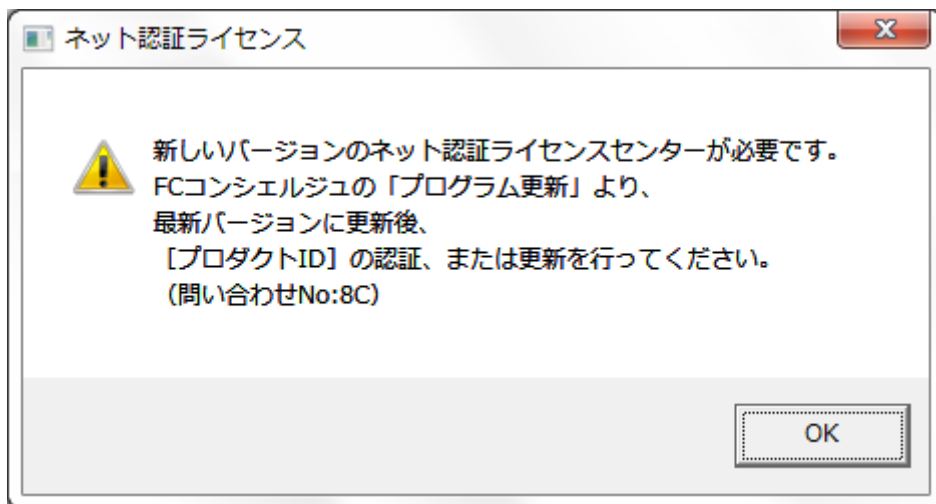 ネット認証ライセンス
新しいバージョンのネット認証ライセンスセンターが必要です。
FCコンシェルジュの「プログラム更新」より、
最新バージョンに更新後、
［プロダクトID］の認証、または更新を行ってください。
（問い合わせNo:8C）
OK